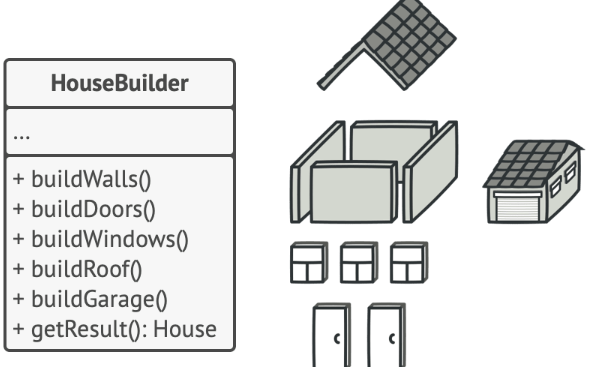 HouseBuilder
...
+ buildWalls()
+ buildDoors()
+ buildWindows()
+ buildRoof()
+ buildGarage()
+ getResult(): House